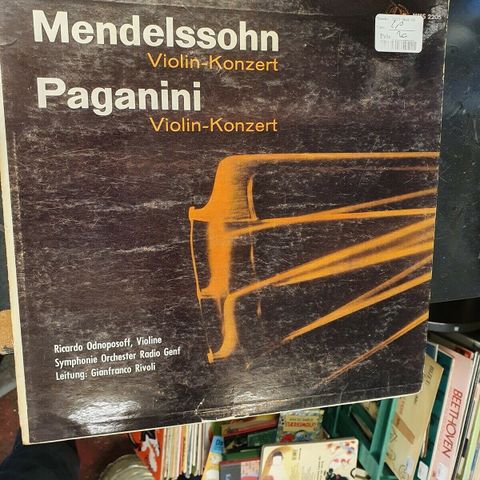 Mendelssohn
Violin-Konzert
Paganini
Violin-Konzert
Ricardo Odnoposoff, Violine
Symphonie Orchester Radio Genf
Leitung: Gianfranco Rivoli
BEETHOVEN